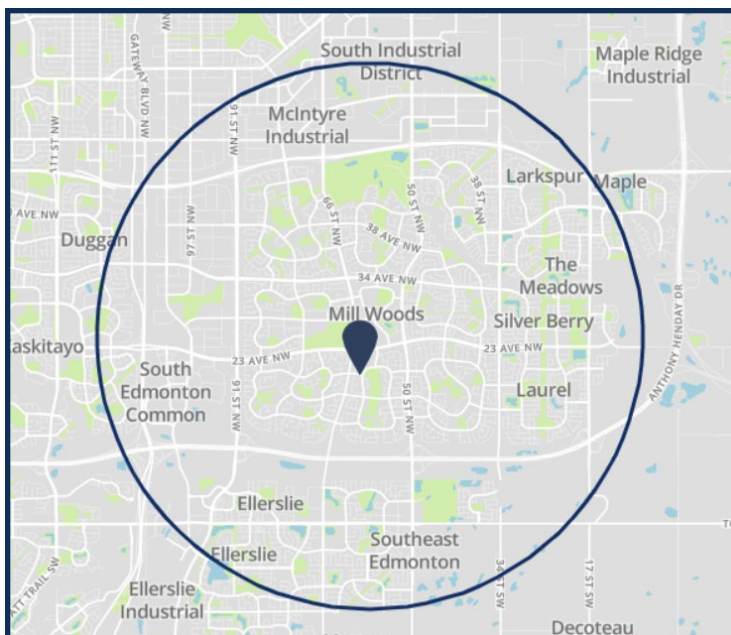 South Industrial
District
Maple Ridge
Industrial
GATEWAY BLVD NW
91 ST NW
McIntyre
Industrial
111 ST NW
Larkspur
Maple
50 ST NW
38 ST NW
66 ST NW
AVE NW
97 ST NW
Duggan
38 AVE NW
34 AVE NW
The
Meadows
Mill Woods
Silver Berry
23 AVE NW
23 AVE NW
ANTHONY HENDAY DR
South
Edmonton
Common
91 ST NW
50 ST NW
Laurel
Ellerslie
Ellerslie
Southeast
Edmonton
34 ST SW
17 ST SW
TRAIL SW
Ellerslie
Industrial
Decoteau